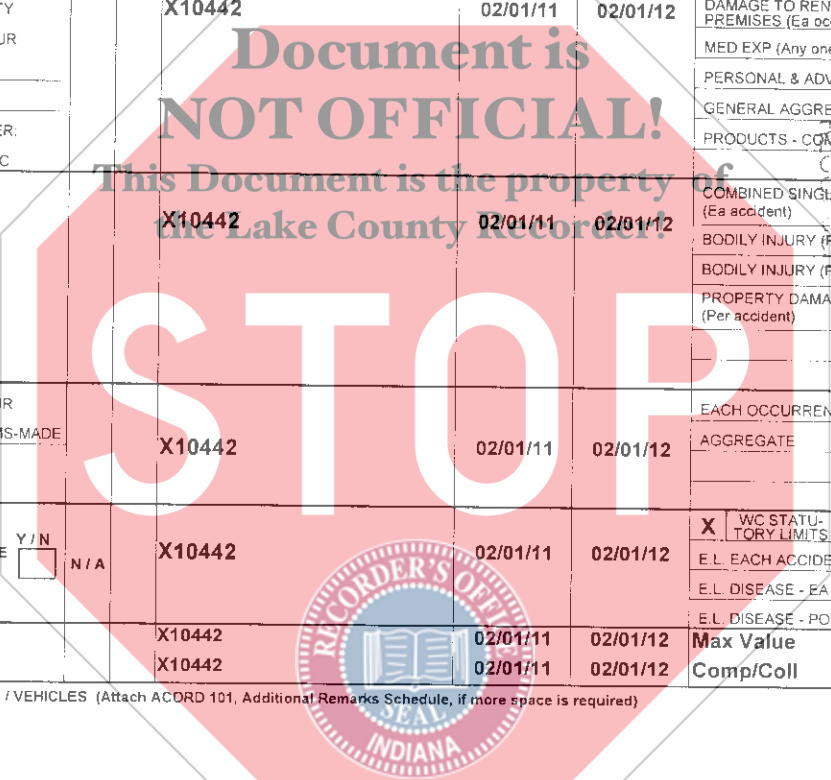 TY X10442 02/01/11 02/01/12 DAMAGE TO REN
PREMISES (Ea occ
UR MED EXP (Any one
Document is
PERSONAL & ADV
NOT OFFICIAL!
GENERAL AGGRE
ER: PRODUCTS - COM
C
This Document is the property of
COMBINED SINGL
(Ea accident)
X10442 02/01/11 02/01/12
the Lake County Recorder!
BODILY INJURY (P
BODILY INJURY (P
PROPERTY DAMA
(Per accident)
STOP
UR EACH OCCURREN
MS-MADE X10442 02/01/11 02/01/12 AGGREGATE
X WC STATU-
TORY LIMITS
Y / N
E N / A X10442 02/01/11 02/01/12 E.L. EACH ACCIDE
E.L. DISEASE - EA
E.L. DISEASE - PO
X10442 02/01/11 02/01/12 Max Value
X10442 02/01/11 02/01/12 Comp/Coll
/ VEHICLES (Attach ACORD 101, Additional Remarks Schedule, if more space is required)
RECORDER'S OFFICE
SEAL
INDIANA